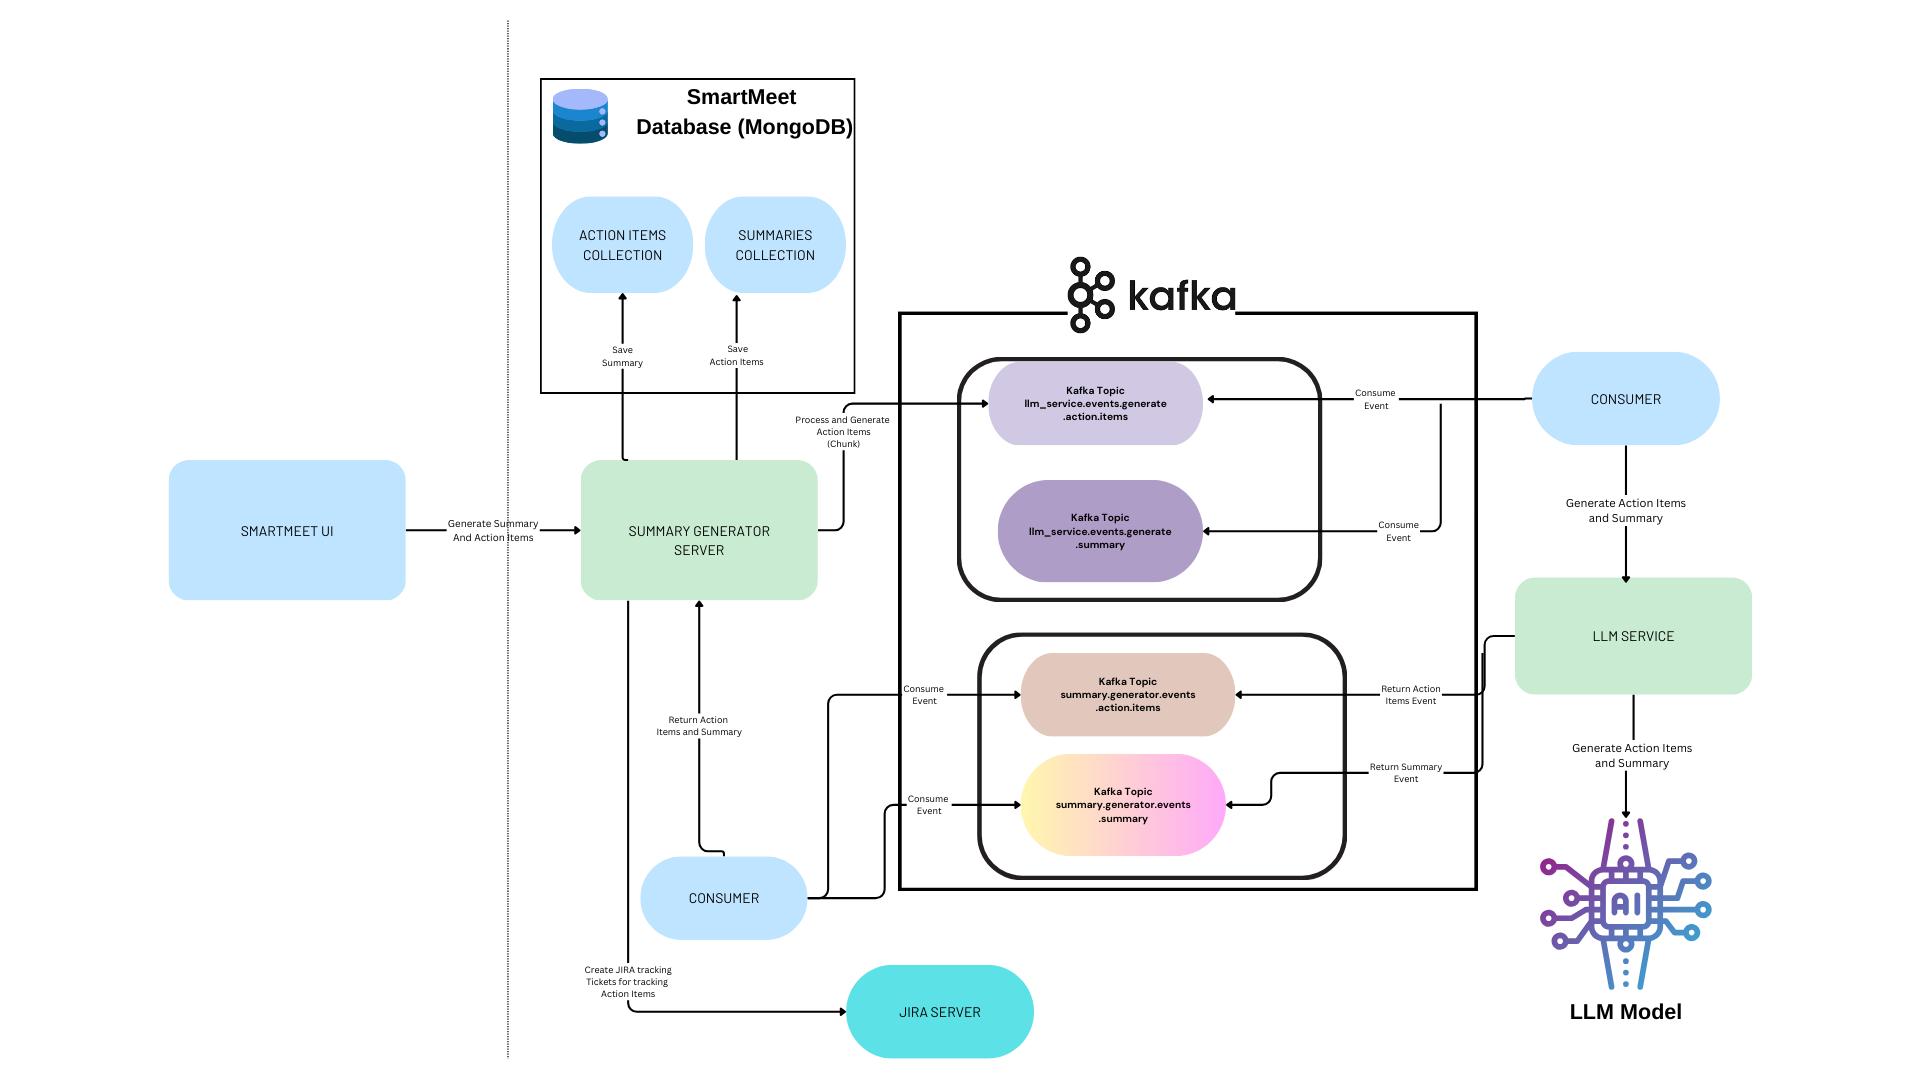 SmartMeet
Database (MongoDB)
ACTION ITEMS
COLLECTION
SUMMARIES
COLLECTION
Save
Summary
Save
Action Items
kafka
Process and Generate
Action Items
(Chunk)
Kafka Topic
llm_service.events.generate
.action.items
Consume
Event
CONSUMER
SMARTMEET UI
Generate Summary
And Action Items
SUMMARY GENERATOR
SERVER
Kafka Topic
llm_service.events.generate
.summary
Consume
Event
Generate Action Items
and Summary
LLM SERVICE
Return Action
Items and Summary
Consume
Event
Kafka Topic
summary.generator.events
.action.items
Return Action
Items Event
Generate Action Items
and Summary
Consume
Event
Kafka Topic
summary.generator.events
.summary
Return Summary
Event
CONSUMER
AI
Create JIRA tracking
Tickets for tracking
Action Items
JIRA SERVER
LLM Model